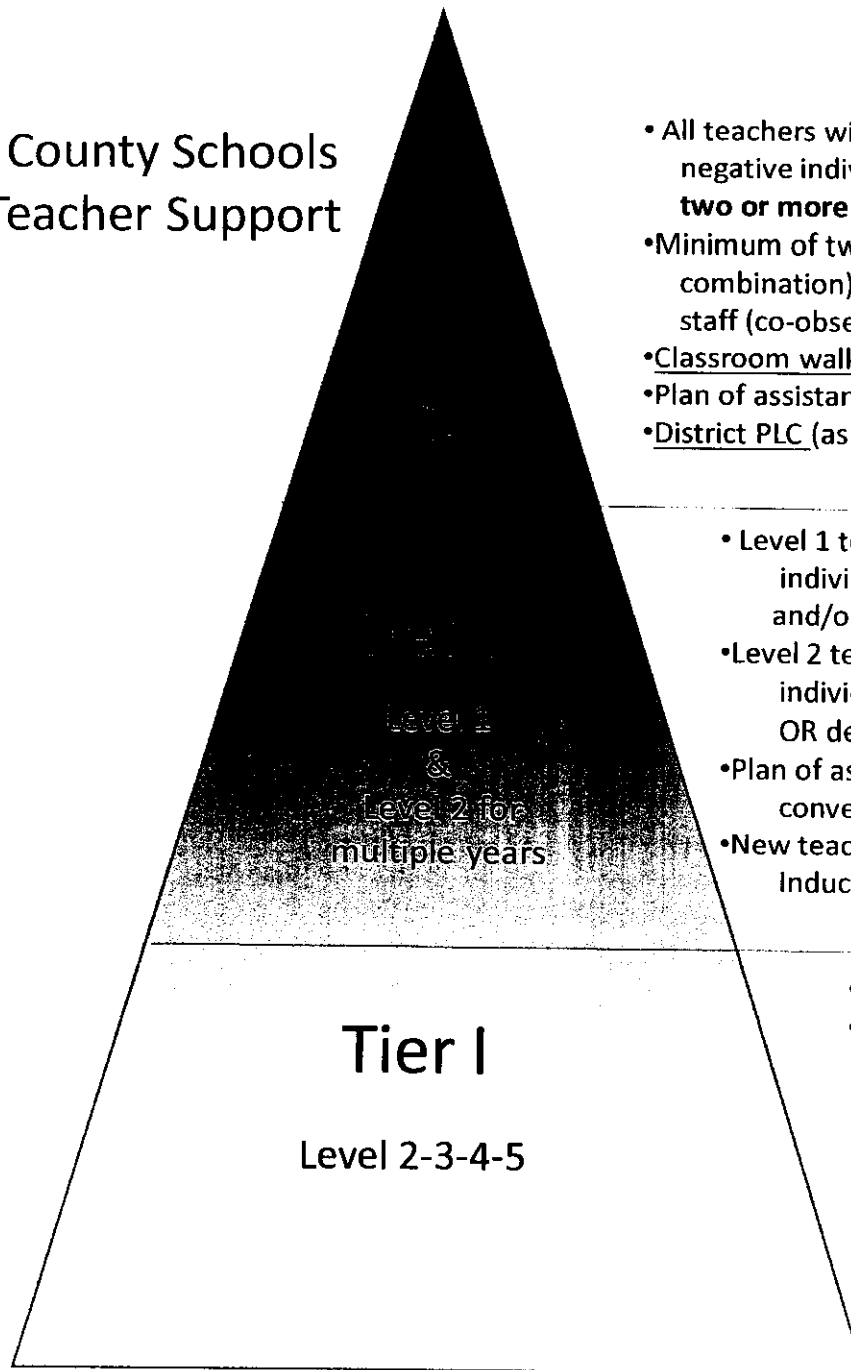 County Schools
Teacher Support
• All teachers wi
negative indiv
two or more
•Minimum of tw
combination)
staff (co-obse
•Classroom walk
•Plan of assistan
•District PLC (as
• Level 1 te
indivi
and/o
•Level 2 te
indivi
OR de
•Plan of as
conve
•New teac
Induc
Level 1
&
Level 2 for
multiple years
•
•
Tier I
Level 2-3-4-5